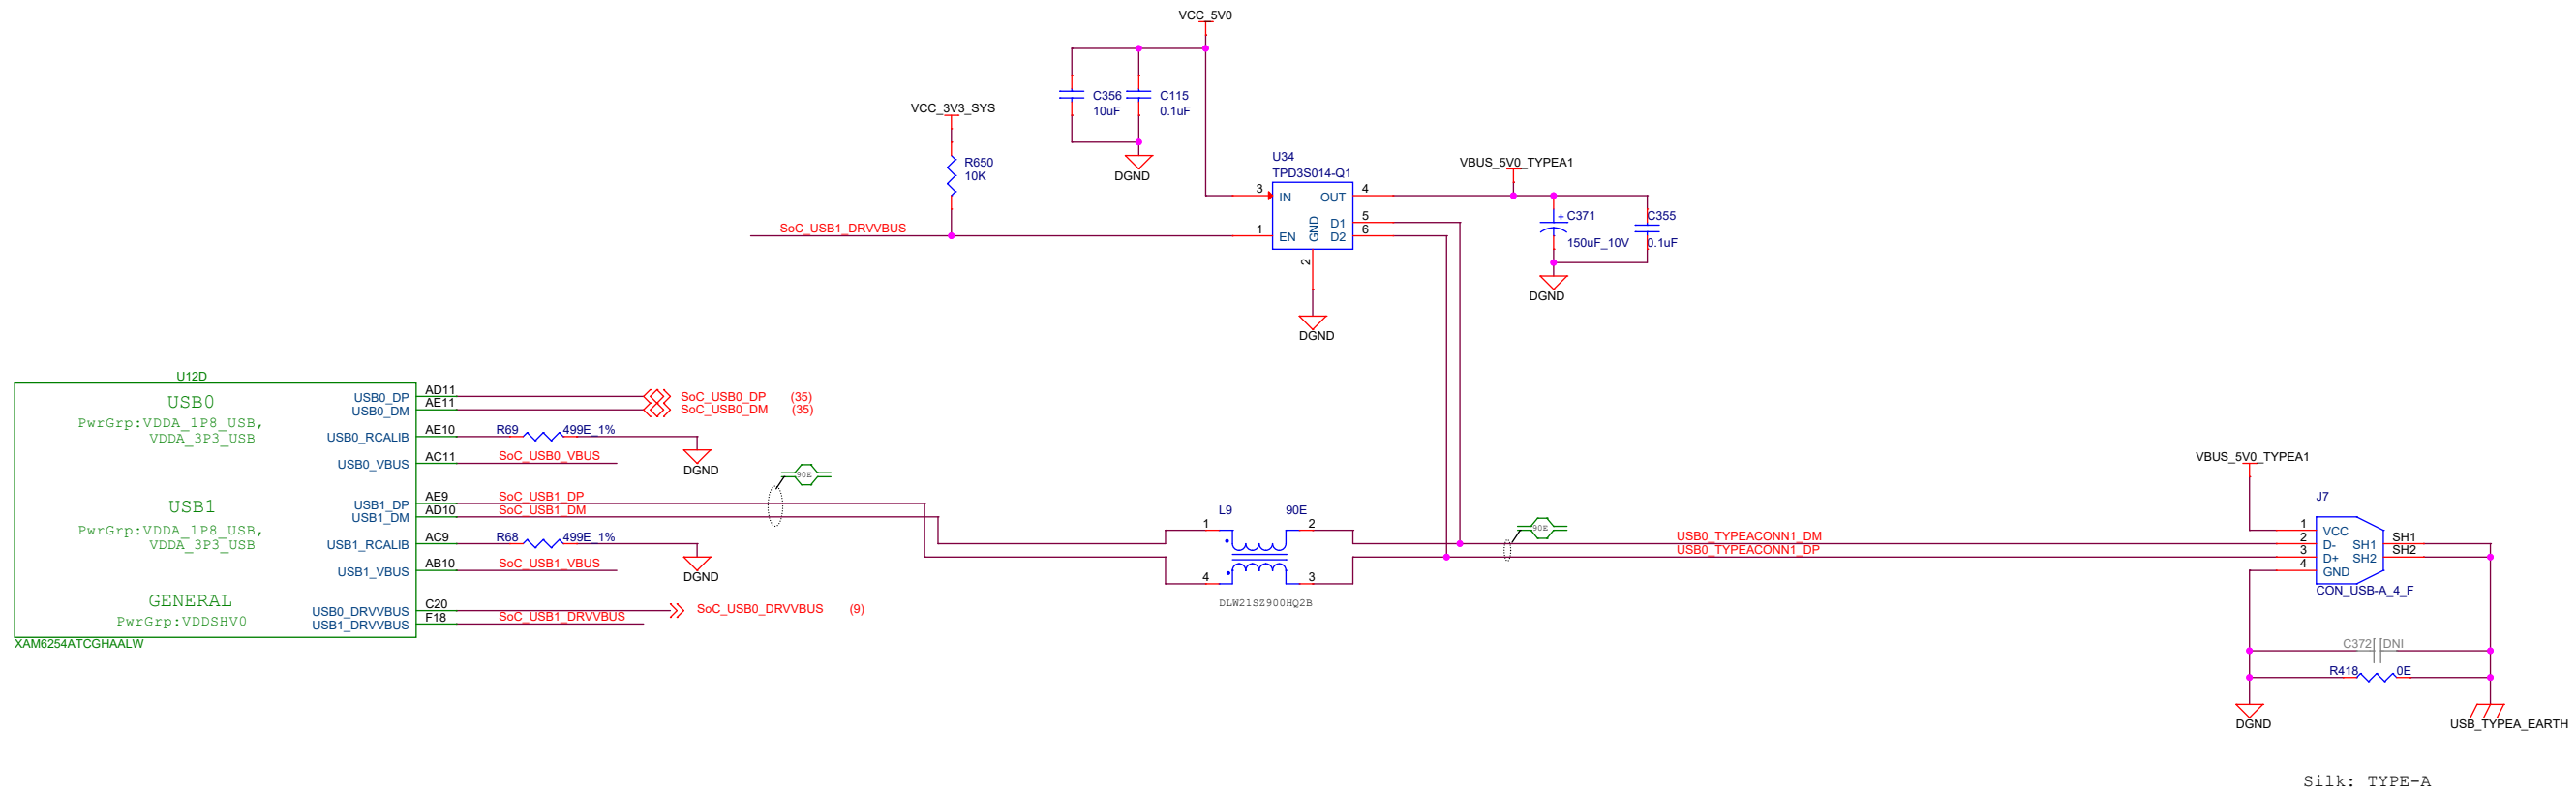 VCC_5V0
C356
10uF
C115
0.1uF
DGND
VCC_3V3_SYS
R650
10K
SoC_USB1_DRVVBUS
U34
TPD3S014-Q1
3
IN
OUT
4
GND
D1
5
1
EN
D2
6
2
DGND
VBUS_5V0_TYPEA1
+ C371
150uF_10V
C355
0.1uF
DGND
U12D
USB0
PwrGrp:VDDA_1P8_USB,
VDDA_3P3_USB
USB0_DP
AD11
SoC_USB0_DP (35)
USB0_DM
AE11
SoC_USB0_DM (35)
USB0_RCALIB
AE10
R69
499E_1%
DGND
USB0_VBUS
AC11
SoC_USB0_VBUS
90E
USB1
PwrGrp:VDDA_1P8_USB,
VDDA_3P3_USB
USB1_DP
AE9
SoC_USB1_DP
USB1_DM
AD10
SoC_USB1_DM
USB1_RCALIB
AC9
R68
499E_1%
DGND
USB1_VBUS
AB10
SoC_USB1_VBUS
GENERAL
PwrGrp:VDDSHV0
USB0_DRVVBUS
C20
SoC_USB0_DRVVBUS (9)
USB1_DRVVBUS
F18
SoC_USB1_DRVVBUS
XAM6254ATCGHAALW
L9
90E
1
2
4
3
DLW21SZ900HQ2B
90E
USB0_TYPEACONN1_DM
USB0_TYPEACONN1_DP
VBUS_5V0_TYPEA1
J7
1
VCC
2
D-
SH1
SH1
3
D+
SH2
SH2
4
GND
CON_USB-A_4_F
C372
DNI
R418
0E
DGND
USB_TYPEA_EARTH
Silk: TYPE-A